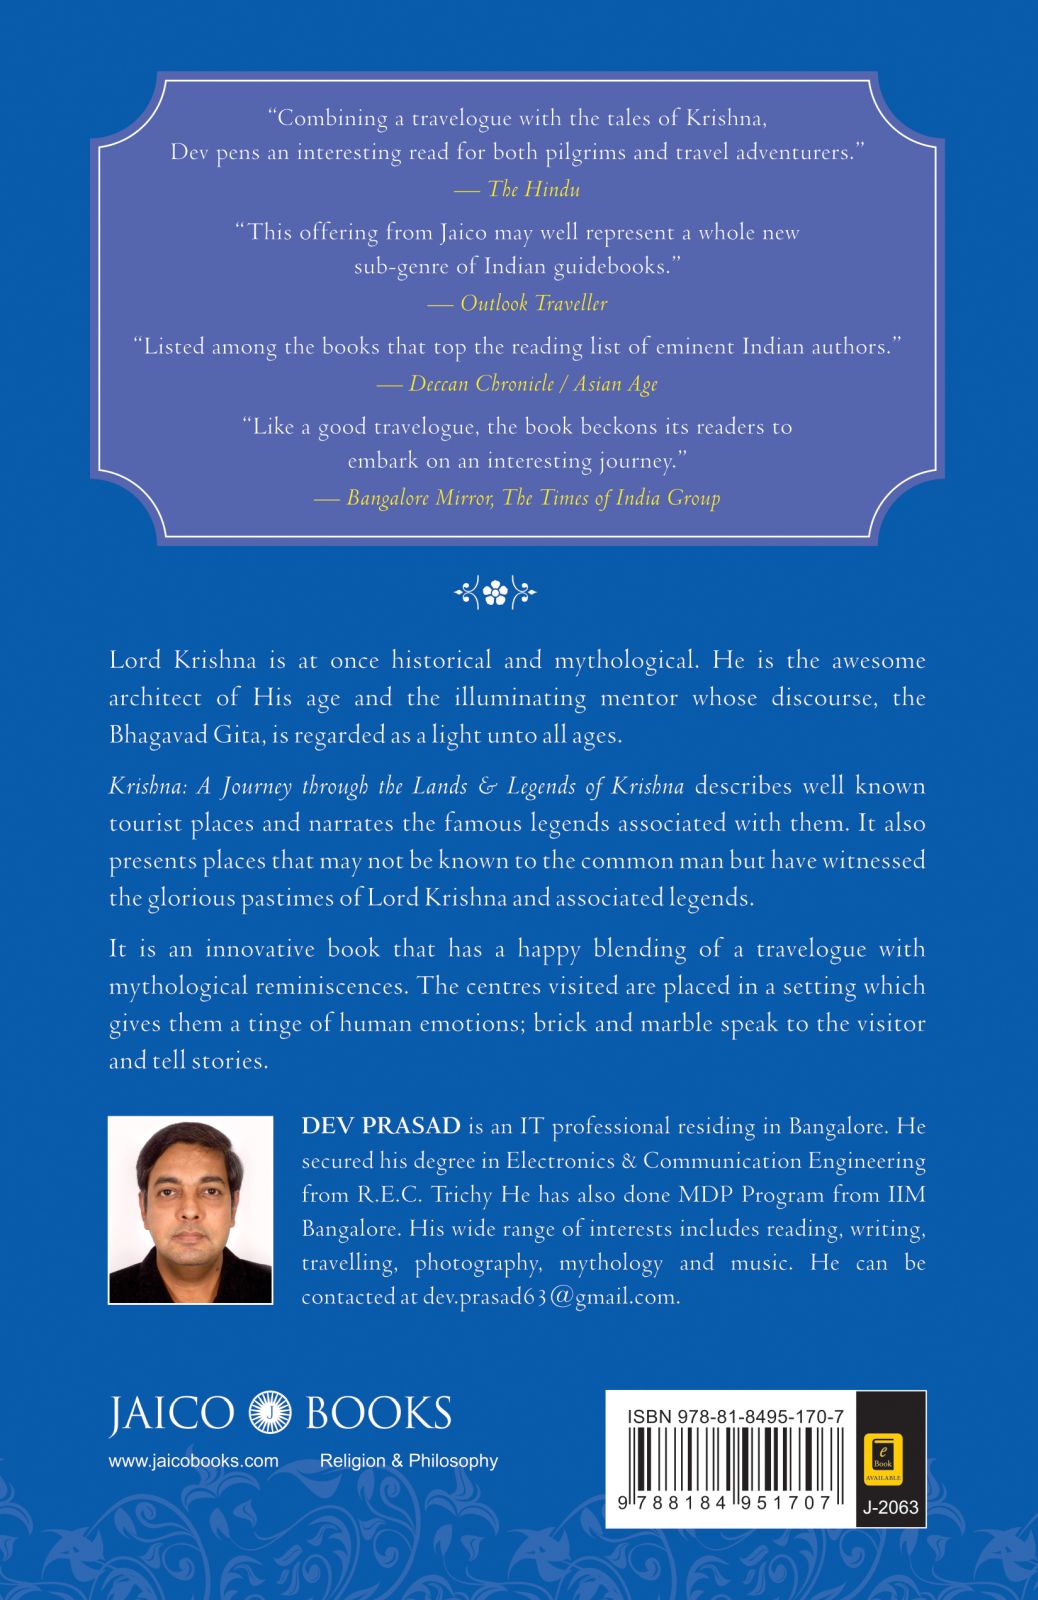 “Combining a travelogue with the tales of Krishna,
Dev pens an interesting read for both pilgrims and travel adventurers.”
— The Hindu
“This offering from Jaico may well represent a whole new
sub-genre of Indian guidebooks.”
— Outlook Traveller
“Listed among the books that top the reading list of eminent Indian authors.”
— Deccan Chronicle / Asian Age
“Like a good travelogue, the book beckons its readers to
embark on an interesting journey.”
— Bangalore Mirror, The Times of India Group
Lord Krishna is at once historical and mythological. He is the awesome
architect of His age and the illuminating mentor whose discourse, the
Bhagavad Gita, is regarded as a light unto all ages.
Krishna: A Journey through the Lands & Legends of Krishna describes well known
tourist places and narrates the famous legends associated with them. It also
presents places that may not be known to the common man but have witnessed
the glorious pastimes of Lord Krishna and associated legends.
It is an innovative book that has a happy blending of a travelogue with
mythological reminiscences. The centres visited are placed in a setting which
gives them a tinge of human emotions; brick and marble speak to the visitor
and tell stories.
DEV PRASAD is an IT professional residing in Bangalore. He
secured his degree in Electronics & Communication Engineering
from R.E.C. Trichy He has also done MDP Program from IIM
Bangalore. His wide range of interests includes reading, writing,
travelling, photography, mythology and music. He can be
contacted at dev.prasad63@gmail.com.
JAICO J BOOKS
www.jaicobooks.com Religion & Philosophy
ISBN 978-81-8495-170-7
9 788184 951707
e
Book
AVAILABLE
J-2063